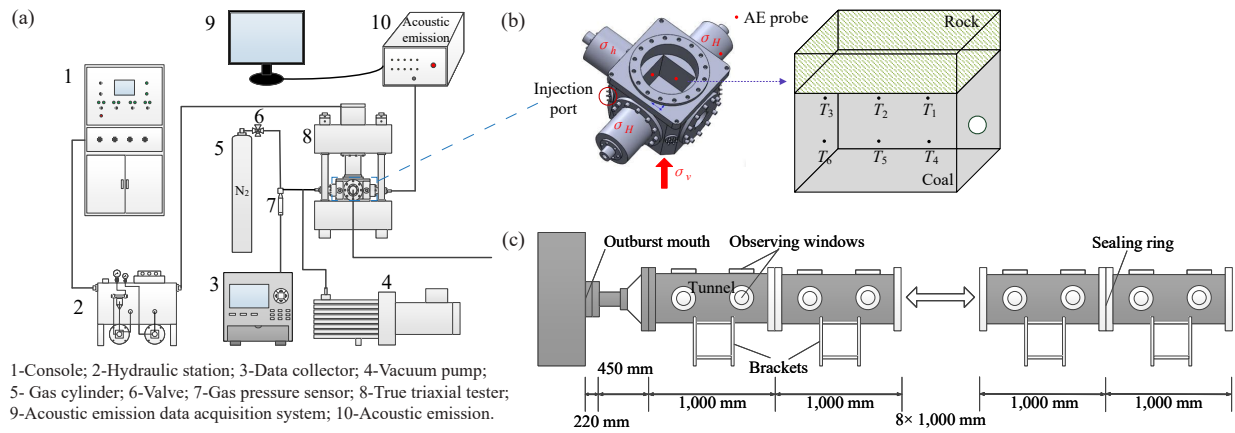 (a)
9
10
Acoustic
emission
1
6
5
8
N2
7
3
4
2
1-Console; 2-Hydraulic station; 3-Data collector; 4-Vacuum pump;
5- Gas cylinder; 6-Valve; 7-Gas pressure sensor; 8-True triaxial tester;
9-Acoustic emission data acquisition system; 10-Acoustic emission.
(b)
AE probe
σh
σH
Injection
port
σH
σv
Rock
T3
T2
T1
T6
T5
T4
Coal
(c)
Outburst mouth
Observing windows
Sealing ring
Tunnel
Brackets
450 mm
220 mm
1,000 mm
1,000 mm
8× 1,000 mm
1,000 mm
1,000 mm